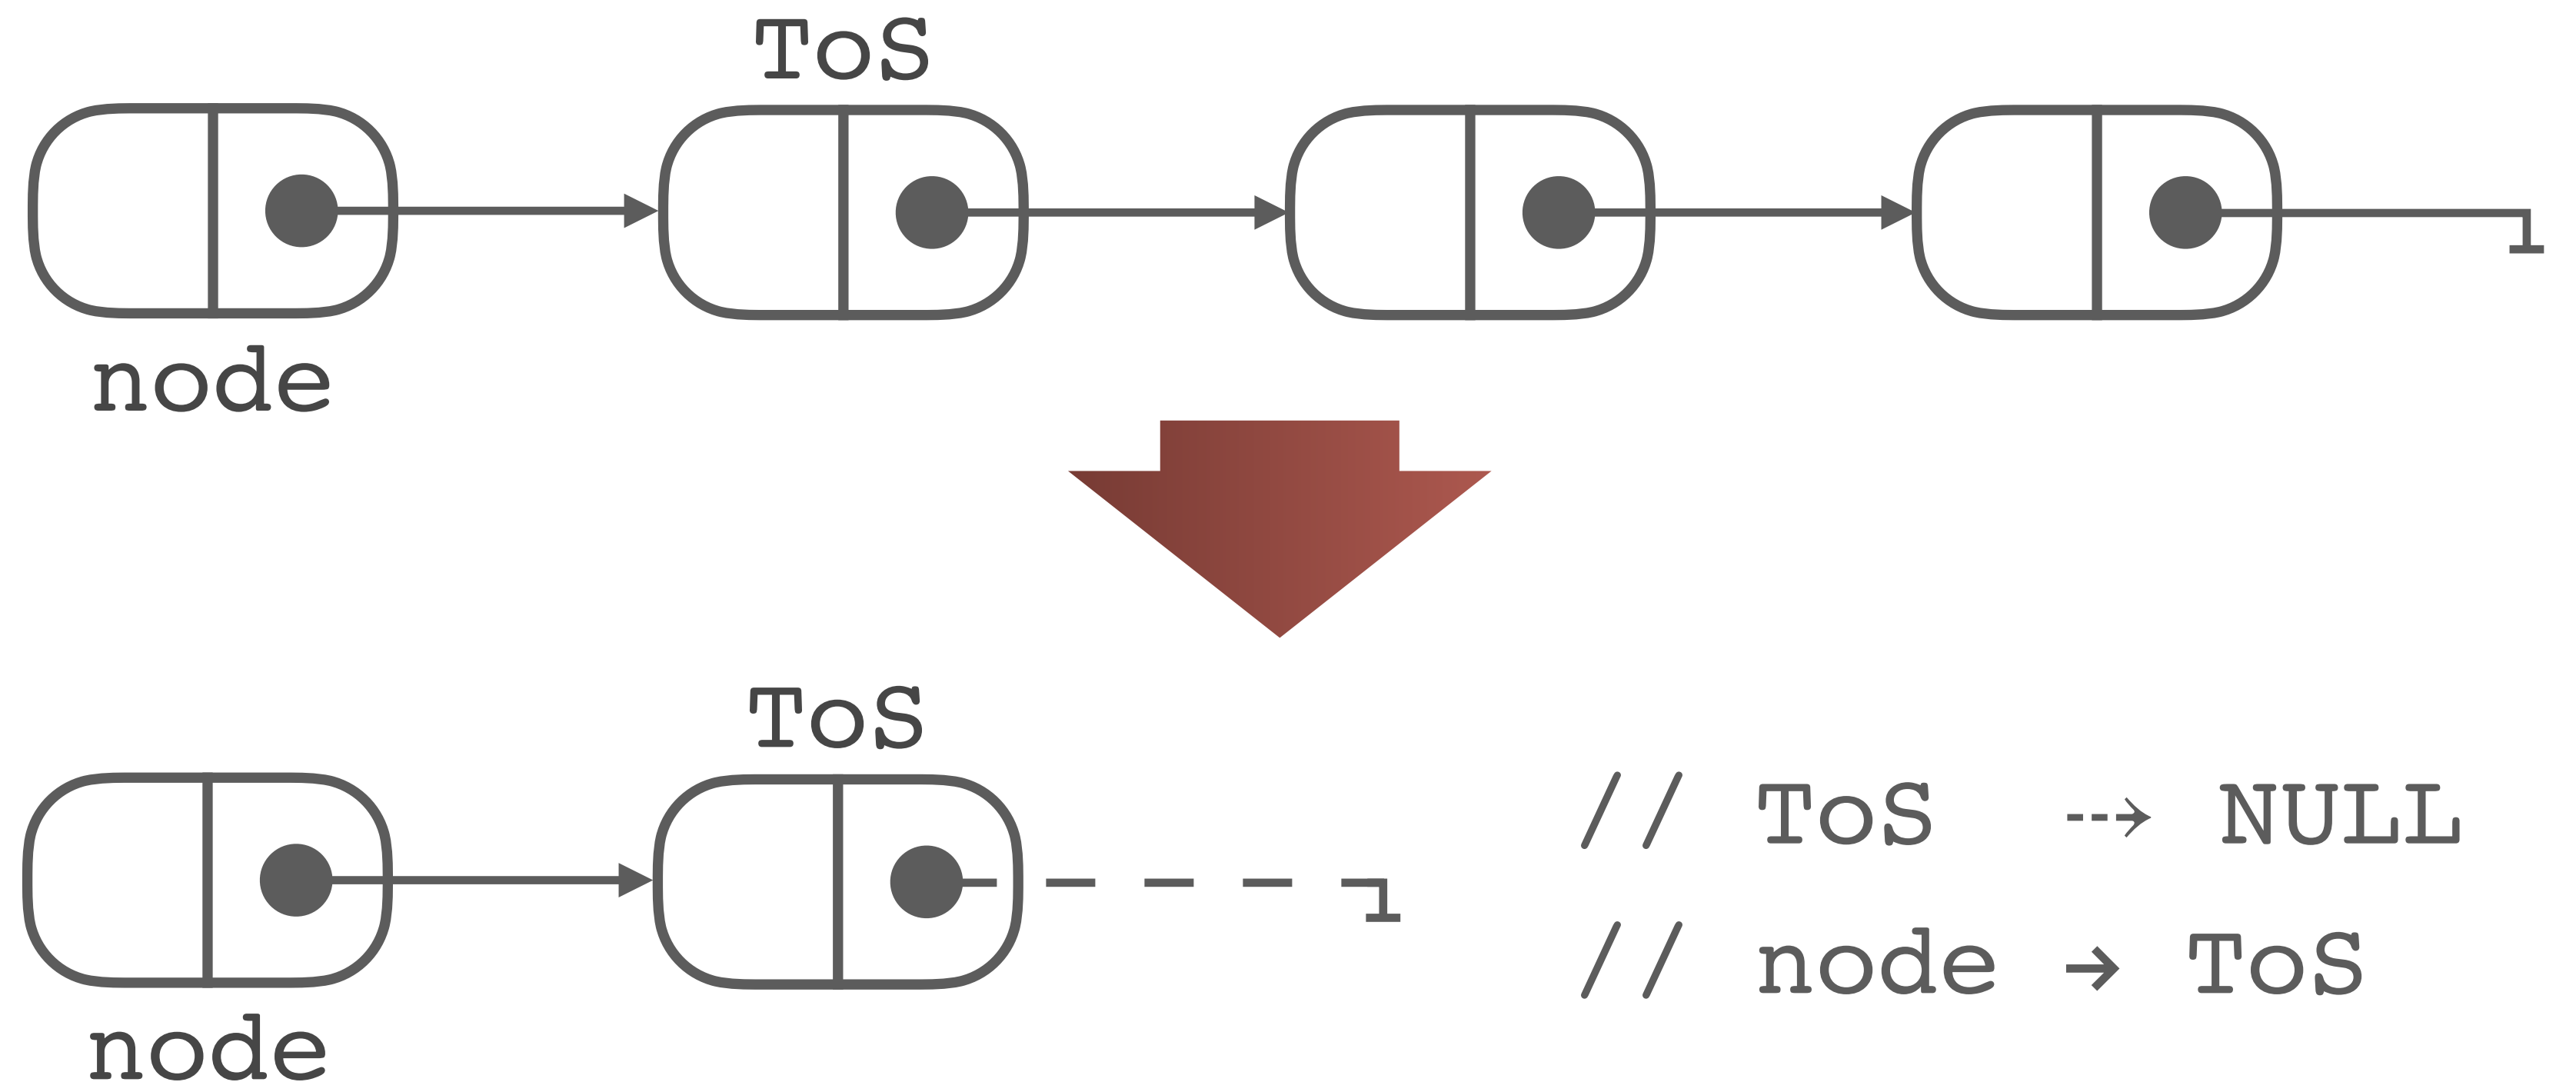 ToS
node
ToS
// ToS ⇢ NULL
// node → ToS
node